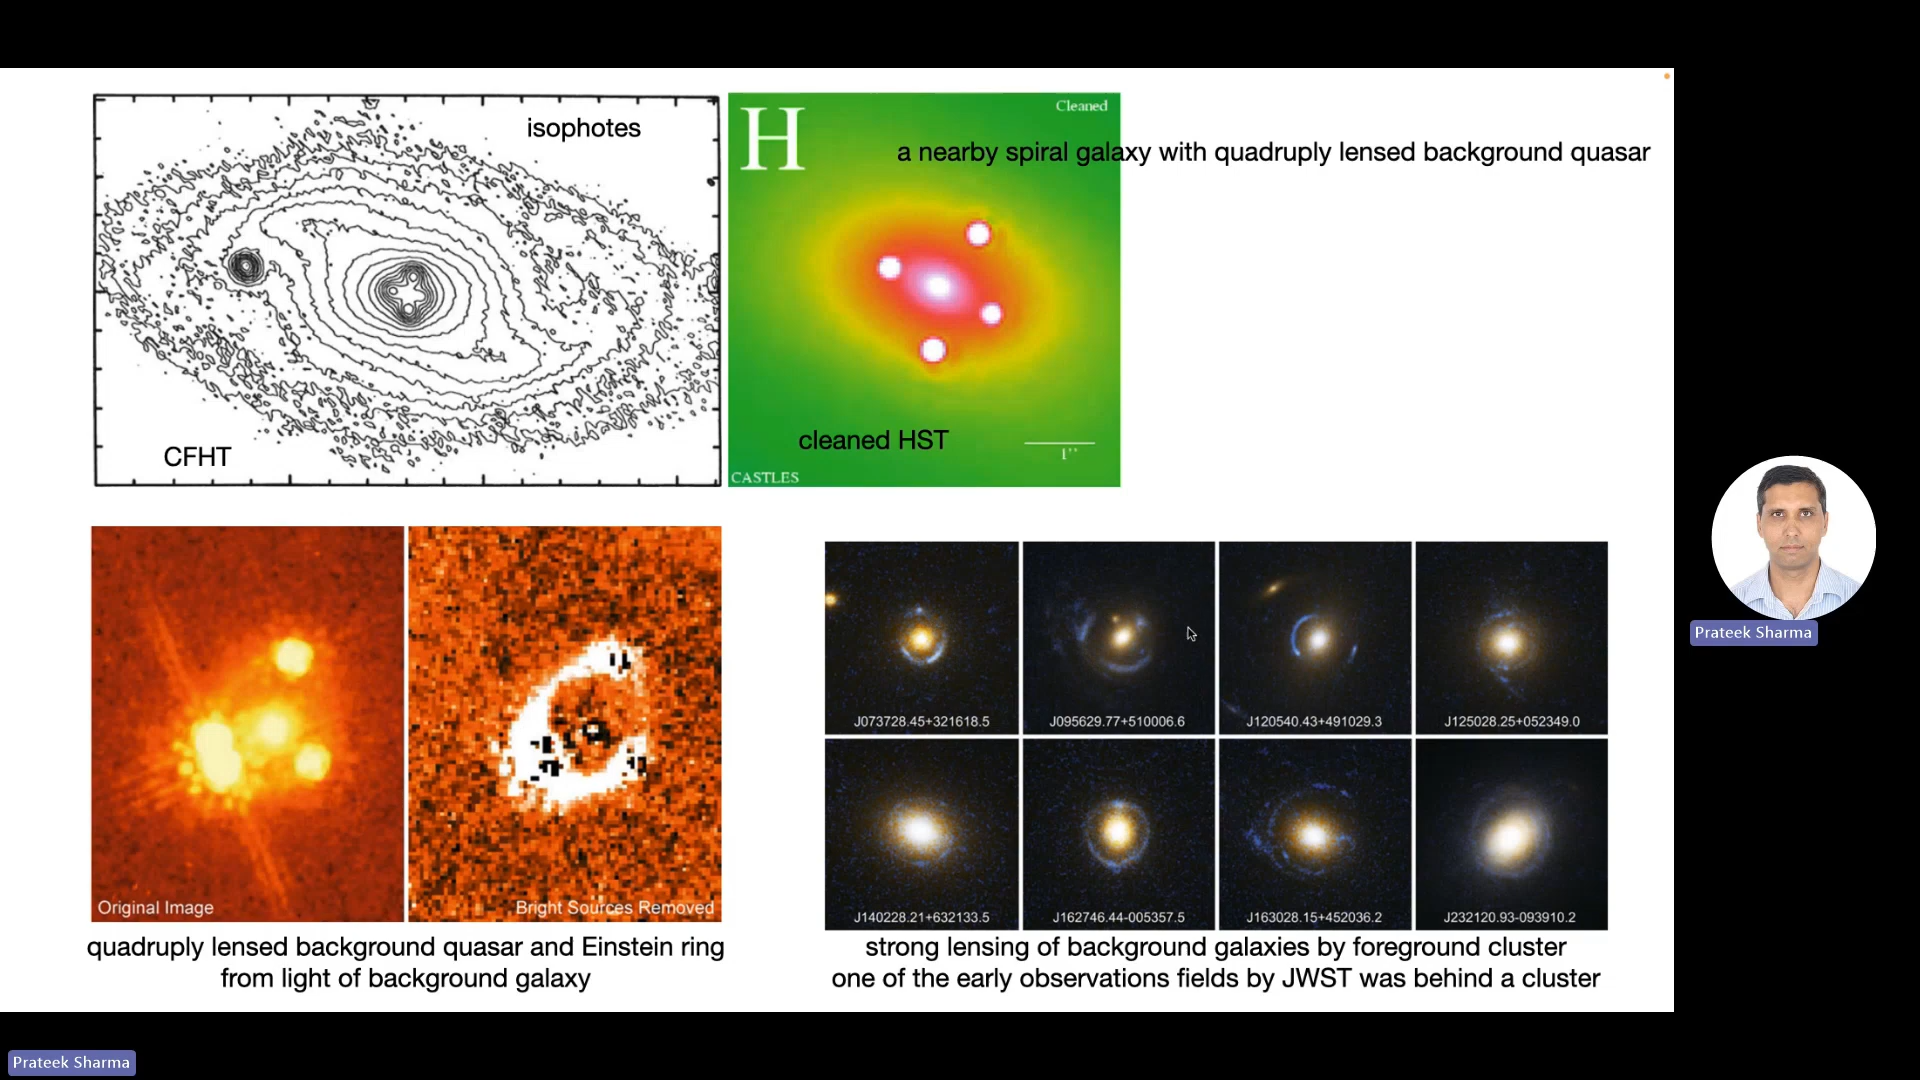 isophotes
CFHT
H
Cleaned
a nearby spiral galaxy with quadruply lensed background quasar
cleaned HST
1''
CASTLES
Original Image
Bright Sources Removed
quadruply lensed background quasar and Einstein ring
from light of background galaxy
J073728.45+321618.5
J095629.77+510006.6
J120540.43+491029.3
J125028.25+052349.0
J140228.21+632133.5
J162746.44-005357.5
J163028.15+452036.2
J232120.93-093910.2
strong lensing of background galaxies by foreground cluster
one of the early observations fields by JWST was behind a cluster
Prateek Sharma
Prateek Sharma